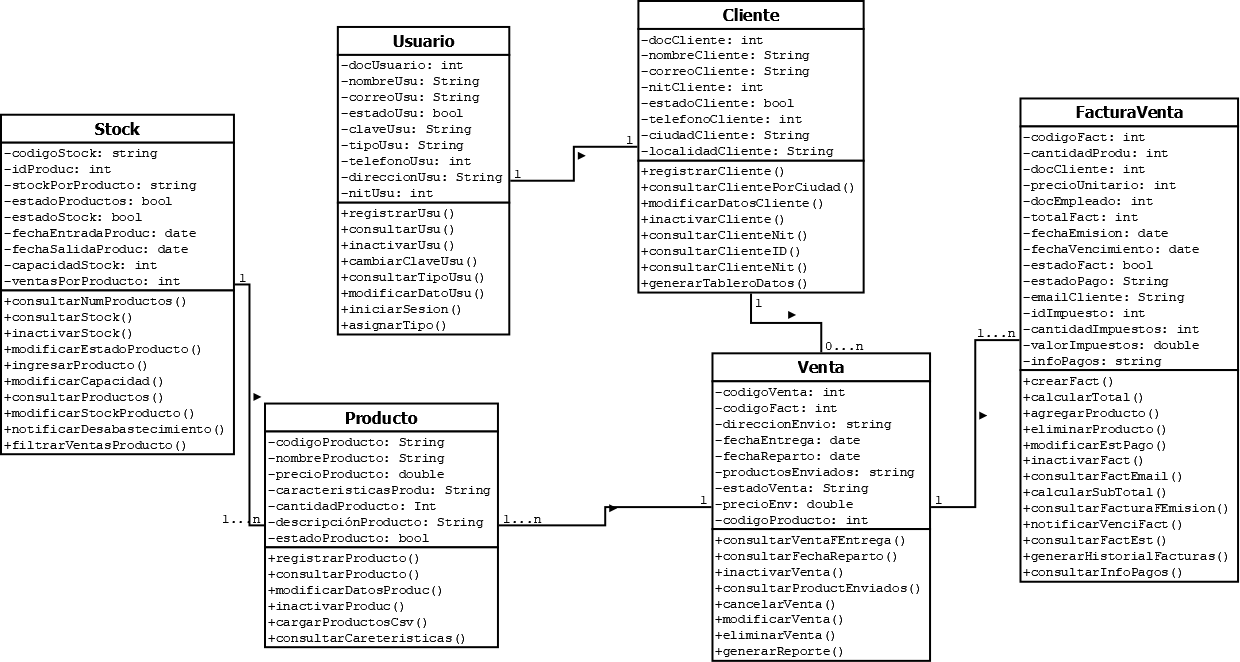 Cliente
-docCliente: int
-nombreCliente: String
-correoCliente: String
-nitCliente: int
-estadoCliente: bool
-telefonoCliente: int
-ciudadCliente: String
-localidadCliente: String
+registrarCliente()
+consultarClientePorCiudad()
+modificarDatosCliente()
+inactivarCliente()
+consultarClienteNit()
+consultarClienteID()
+consultarClienteNit()
+generarTableroDatos()
Usuario
-docUsuario: int
-nombreUsu: String
-correoUsu: String
-estadoUsu: bool
-claveUsu: String
-tipoUsu: String
-telefonoUsu: int
-direccionUsu: String
-nitUsu: int
+registrarUsu()
+consultarUsu()
+inactivarUsu()
+cambiarClaveUsu()
+consultarTipoUsu()
+modificarDatoUsu()
+iniciarSesion()
+asignarTipo()
1
1
Stock
-codigoStock: string
-idProduc: int
-stockPorProducto: string
-estadoProductos: bool
-estadoStock: bool
-fechaEntradaProduc: date
-fechaSalidaProduc: date
-capacidadStock: int
-ventasPorProducto: int
+consultarNumProductos()
+consultarStock()
+inactivarStock()
+modificarEstadoProducto()
+ingresarProducto()
+modificarCapacidad()
+consultarProductos()
+modificarStockProducto()
+notificarDesabastecimiento()
+filtrarVentasProducto()
1
1...n
Producto
-codigoProducto: String
-nombreProducto: String
-precioProducto: double
-caracteristicasProdu: String
-cantidadProducto: Int
-descripciónProducto: String
-estadoProducto: bool
+registrarProducto()
+consultarProducto()
+modificarDatosProduc()
+inactivarProduc()
+cargarProductosCsv()
+consultarCareteristicas()
1...n
1
1
0...n
Venta
-codigoVenta: int
-codigoFact: int
-direccionEnvio: string
-fechaEntrega: date
-fechaReparto: date
-productosEnviados: string
-estadoVenta: String
-precioEnv: double
-codigoProducto: int
+consultarVentaFEntrega()
+consultarFechaReparto()
+inactivarVenta()
+consultarProductEnviados()
+cancelarVenta()
+modificarVenta()
+eliminarVenta()
+generarReporte()
1
1...n
FacturaVenta
-codigoFact: int
-cantidadProdu: int
-docCliente: int
-precioUnitario: int
-docEmpleado: int
-totalFact: int
-fechaEmision: date
-fechaVencimiento: date
-estadoFact: bool
-estadoPago: String
-emailCliente: String
-idImpuesto: int
-cantidadImpuestos: int
-valorImpuestos: double
-infoPagos: string
+crearFact()
+calcularTotal()
+agregarProducto()
+eliminarProducto()
+modificarEstPago()
+inactivarFact()
+consultarFactEmail()
+calcularSubTotal()
+consultarFacturaFEmision()
+notificarVenciFact()
+consultarFactEst()
+generarHistorialFacturas()
+consultarInfoPagos()